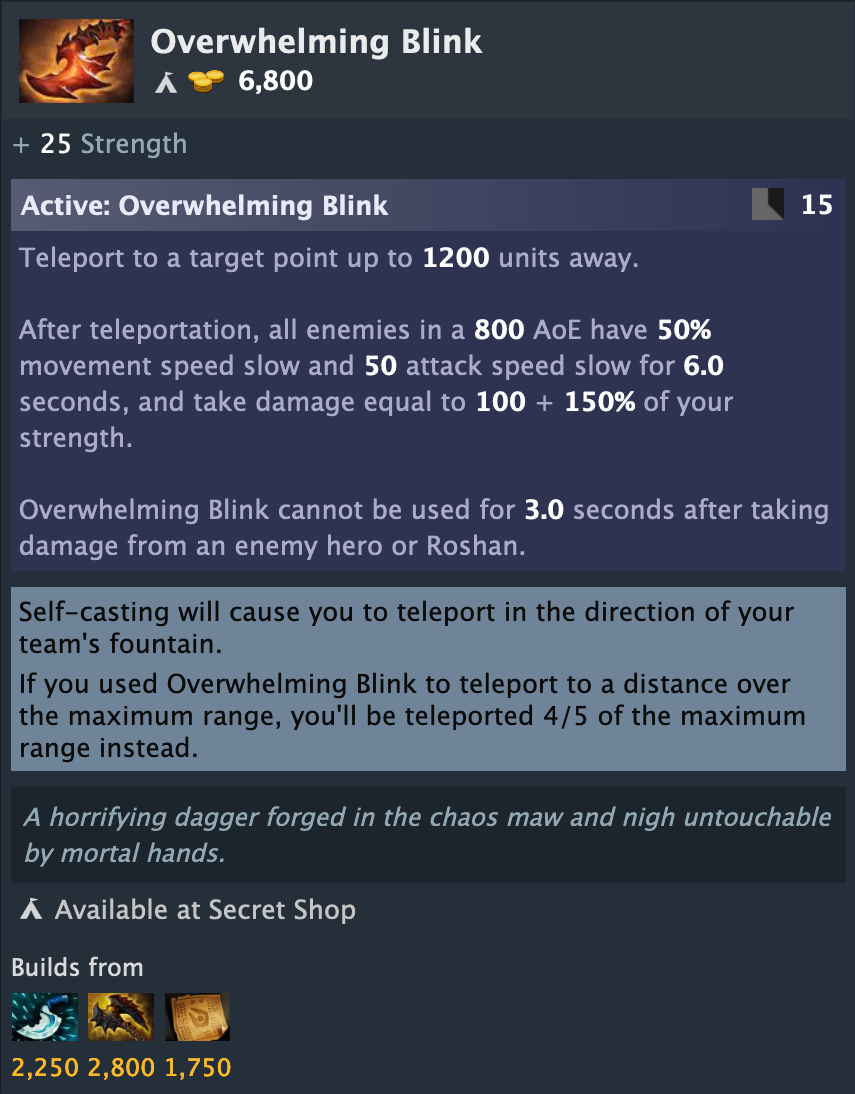 Overwhelming Blink
6,800
+ 25 Strength
Active: Overwhelming Blink 15
Teleport to a target point up to 1200 units away.
After teleportation, all enemies in a 800 AoE have 50%
movement speed slow and 50 attack speed slow for 6.0
seconds, and take damage equal to 100 + 150% of your
strength.
Overwhelming Blink cannot be used for 3.0 seconds after taking
damage from an enemy hero or Roshan.
Self-casting will cause you to teleport in the direction of your
team's fountain.
If you used Overwhelming Blink to teleport to a distance over
the maximum range, you'll be teleported 4/5 of the maximum
range instead.
A horrifying dagger forged in the chaos maw and nigh untouchable
by mortal hands.
Available at Secret Shop
Builds from
2,250 2,800 1,750